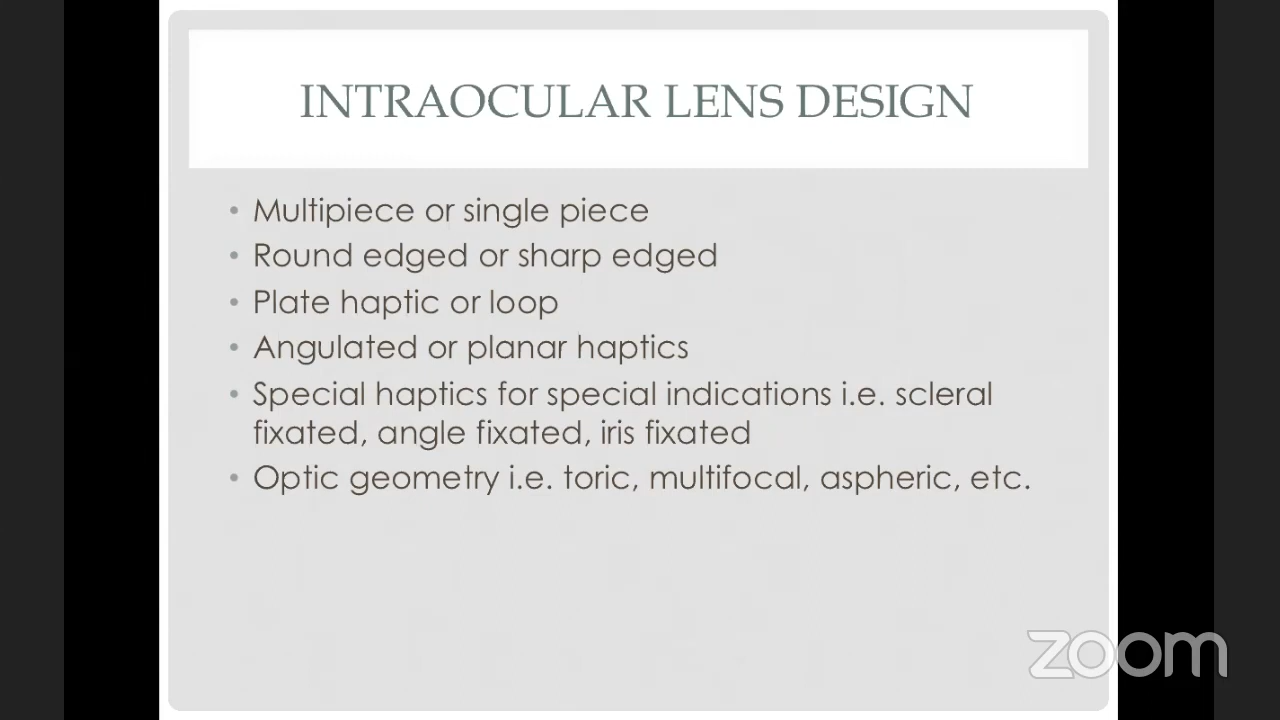 INTRAOCULAR LENS DESIGN
• Multipiece or single piece
• Round edged or sharp edged
• Plate haptic or loop
• Angulated or planar haptics
• Special haptics for special indications i.e. scleral
fixated, angle fixated, iris fixated
• Optic geometry i.e. toric, multifocal, aspheric, etc.
zoom